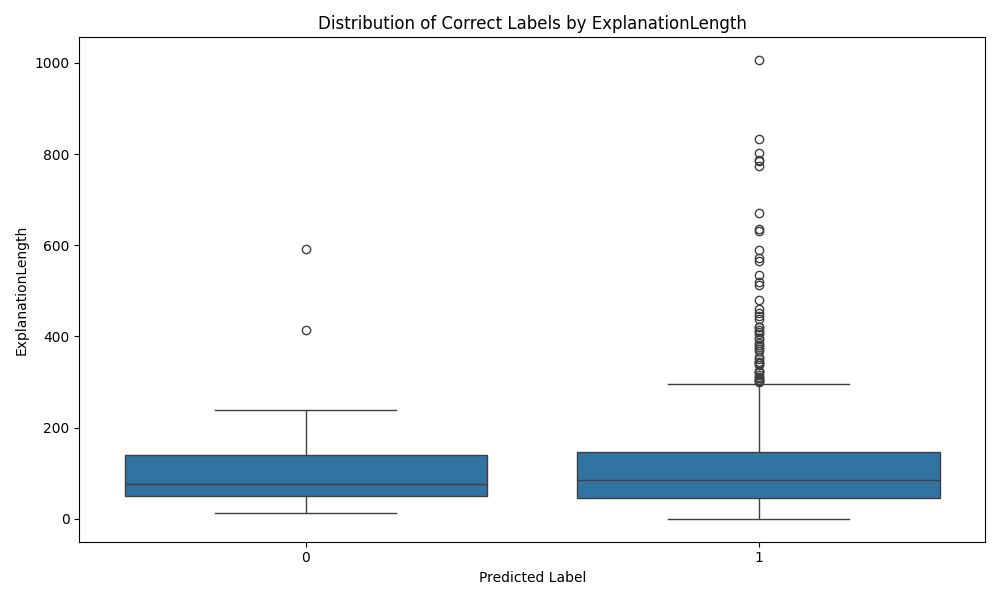 Distribution of Correct Labels by ExplanationLength
1000
800
600
400
200
0
ExplanationLength
0 1
Predicted Label